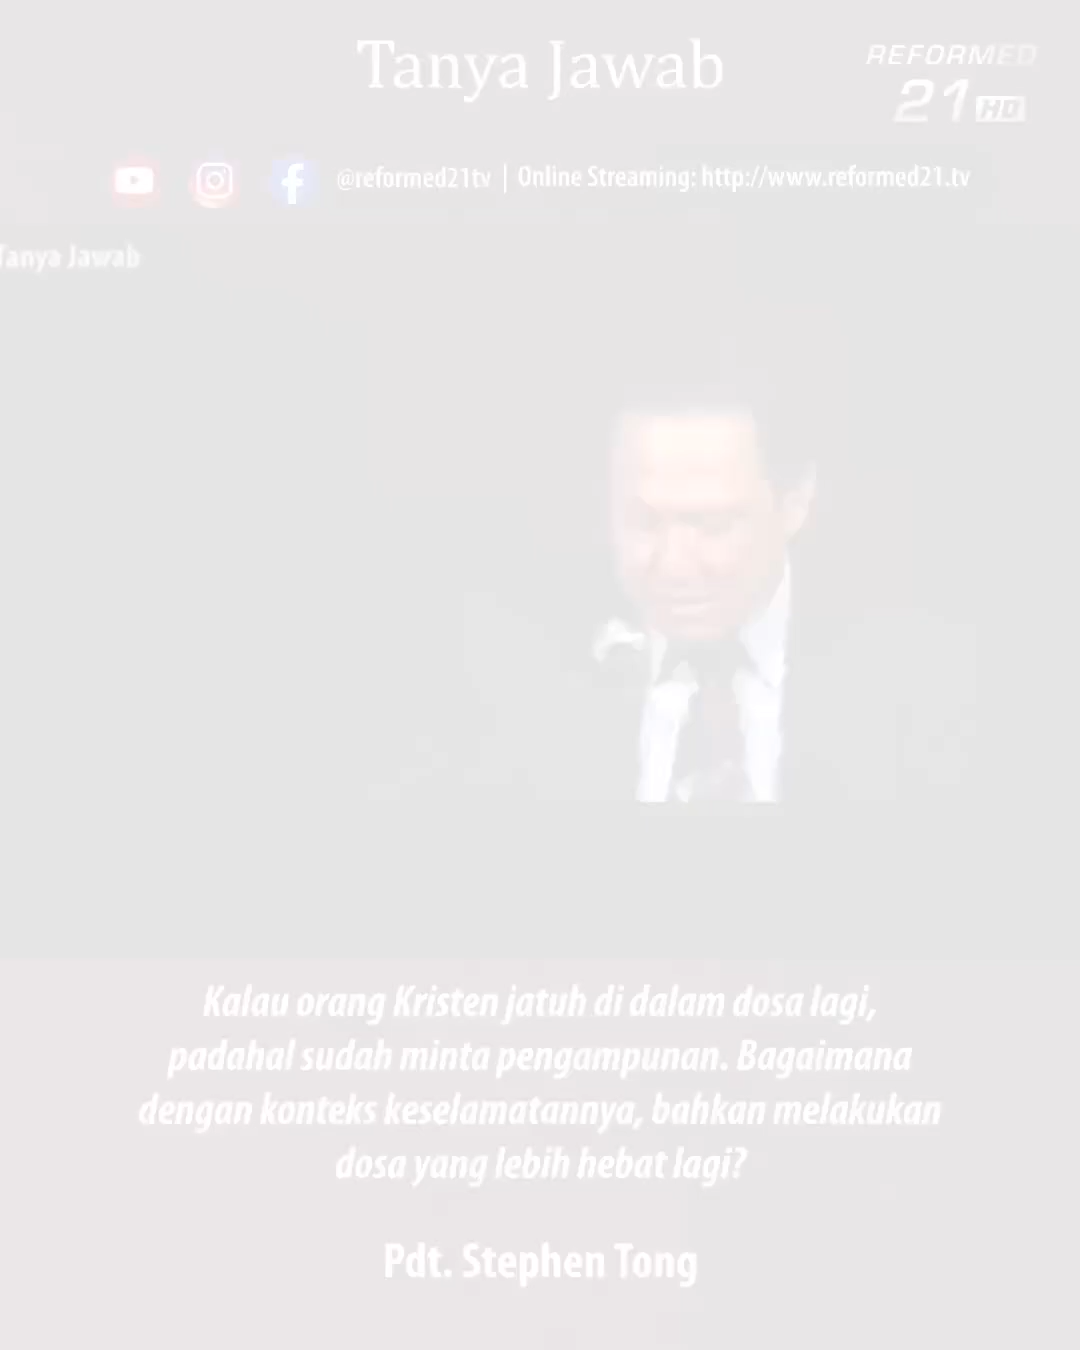 Tanya Jawab
REFORMED
21 HD
@reformed21tv | Online Streaming: http://www.reformed21.tv
Tanya Jawab
Kalau orang Kristen jatuh di dalam dosa lagi,
padahal sudah minta pengampunan. Bagaimana
dengan konteks keselamatannya, bahkan melakukan
dosa yang lebih hebat lagi?
Pdt. Stephen Tong